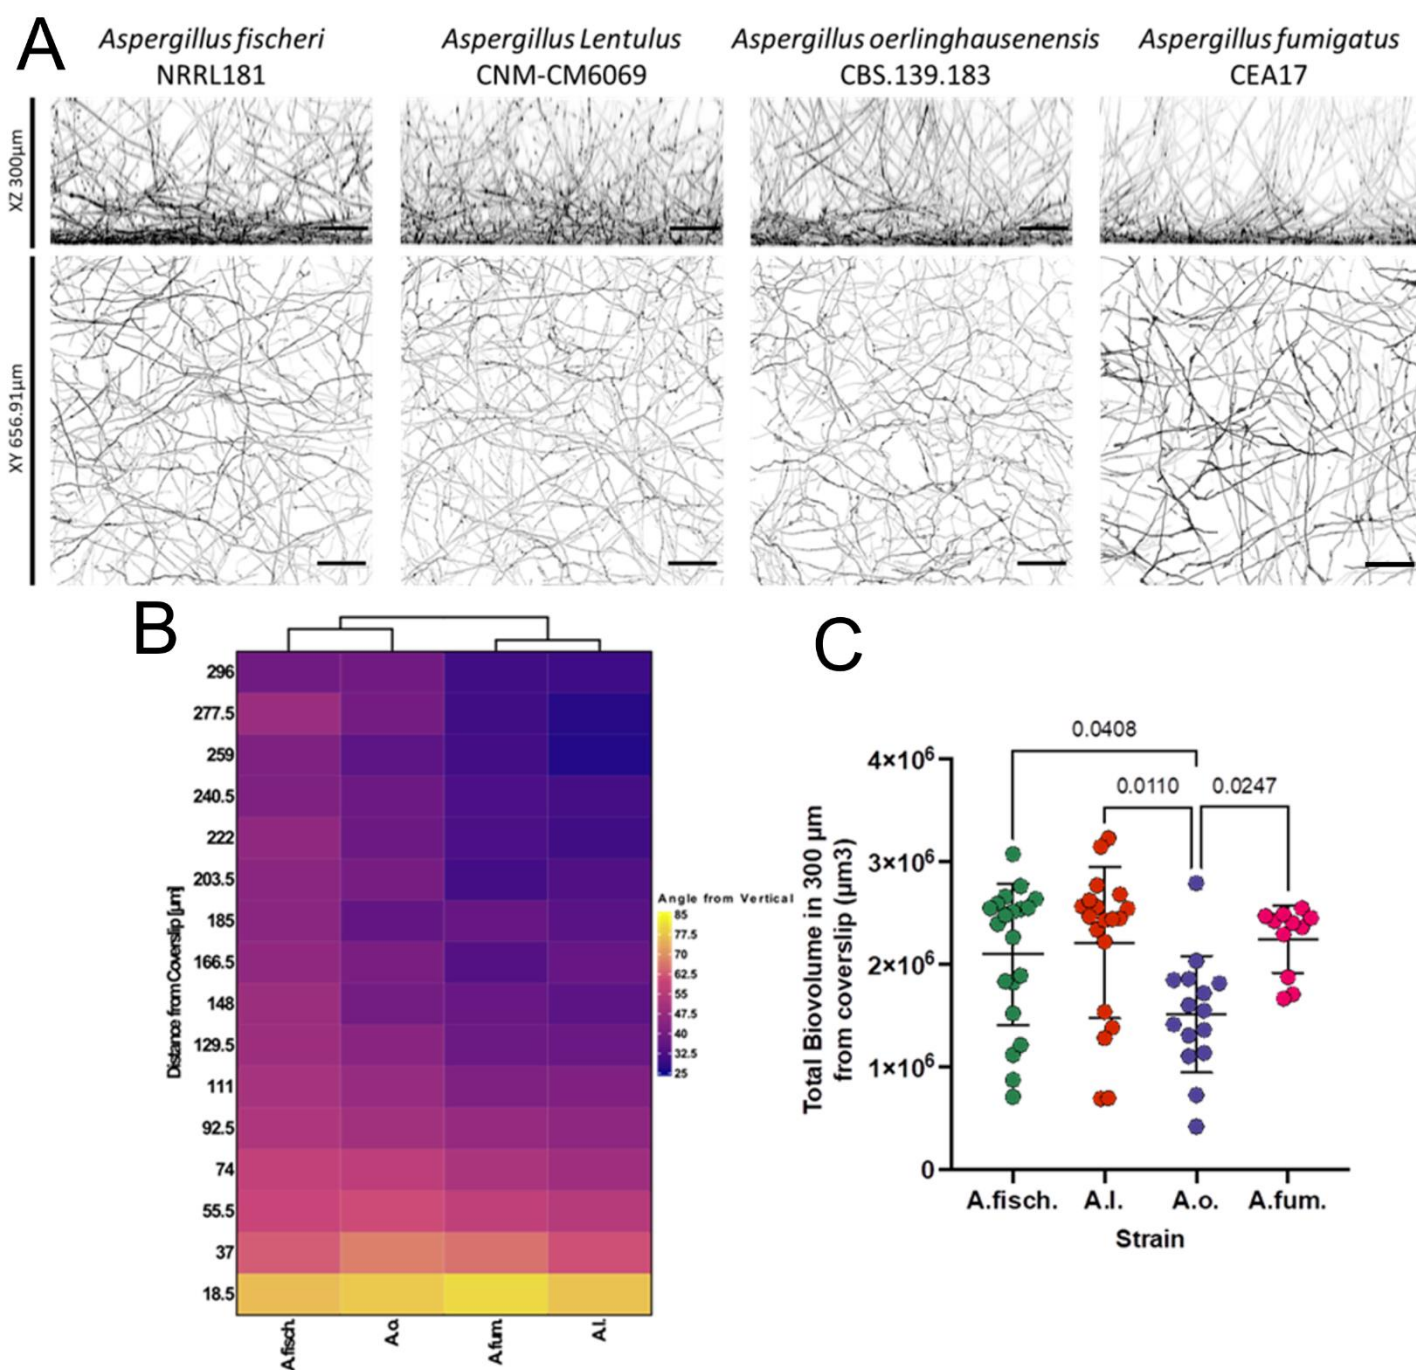 A
Aspergillus fischeri
NRRL181
Aspergillus Lentulus
CNM-CM6069
Aspergillus oerlinghausenensis
CBS.139.183
Aspergillus fumigatus
CEA17
XZ 300µm
XY 656.91µm
B
296
277.5
259
240.5
222
203.5
185
166.5
148
129.5
111
92.5
74
55.5
37
18.5
Distance from Coverslip [µm]
A.fisch.
A.o.
A.fum.
A.l.
Angle from Vertical
85
77.5
70
62.5
55
47.5
40
32.5
25
C
0.0408
0.0110
0.0247
4×10⁶
3×10⁶
2×10⁶
1×10⁶
0
Total Biovolume in 300 µm
from coverslip (µm3)
A.fisch.
A.l.
A.o.
A.fum.
Strain